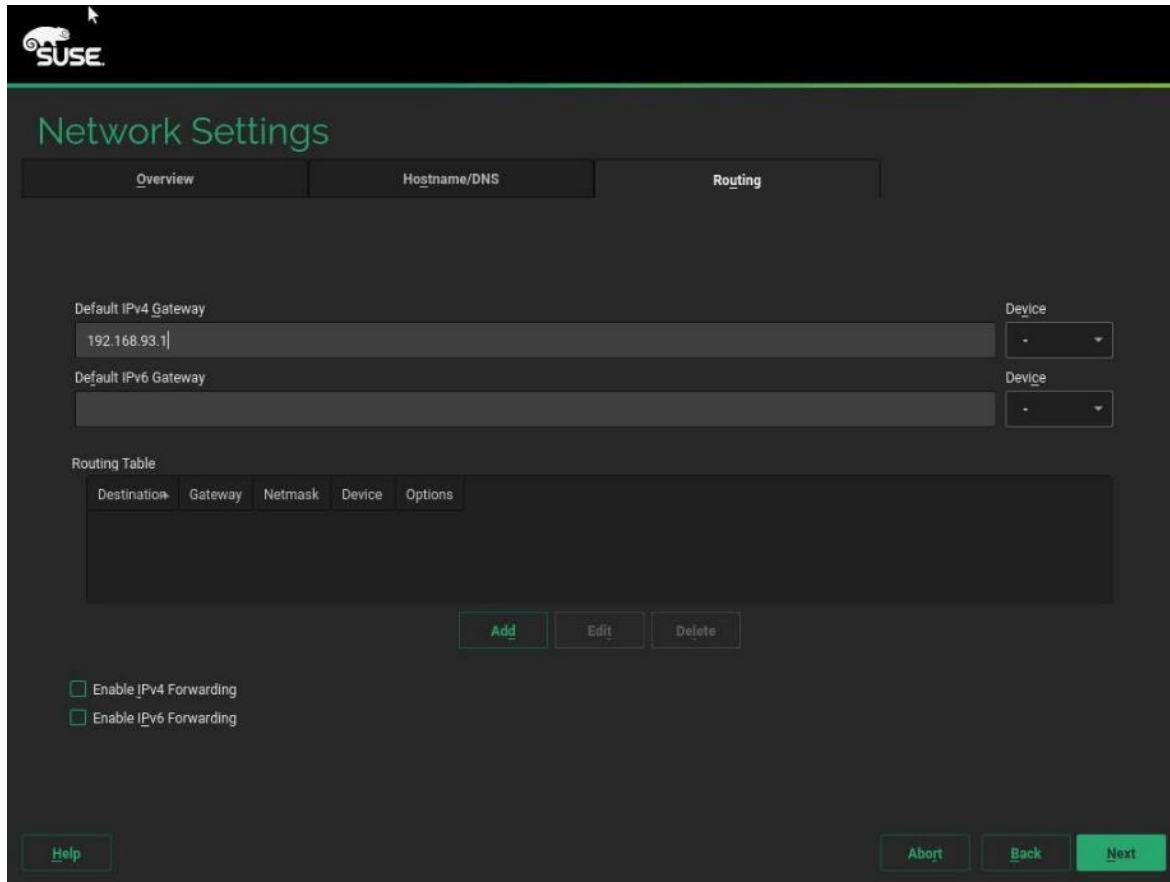 SUSE.
Network Settings
Overview Hostname/DNS Routing
Default IPv4 Gateway Device
192.168.93.1 -
Default IPv6 Gateway Device
-
Routing Table
Destination Gateway Netmask Device Options
Add Edit Delete
Enable IPv4 Forwarding
Enable IPv6 Forwarding
Help Abort Back Next